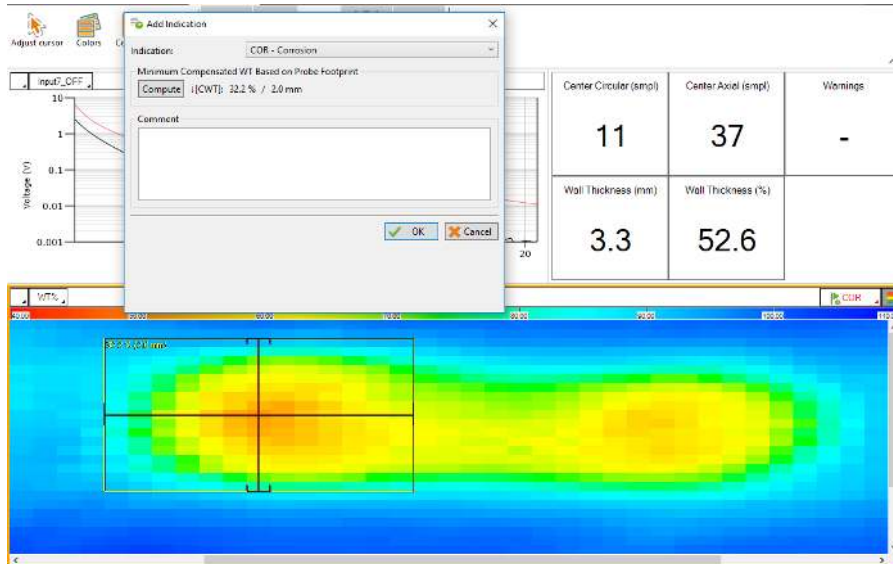 Add Indication
Adjust cursor
Colors
Indication:
COR - Corrosion
Minimum Compensated WT Based on Probe Footprint
Compute
↓[CWT]: 32.2 % / 2.0 mm
Comment
OK
Cancel
Input7_OFF
Voltage (V)
10
1
0.1
0.01
0.001
20
Center Circular (smpl)
Center Axial (smpl)
Warnings
11
37
-
Wall Thickness (mm)
Wall Thickness (%)
3.3
52.6
WT%
COR